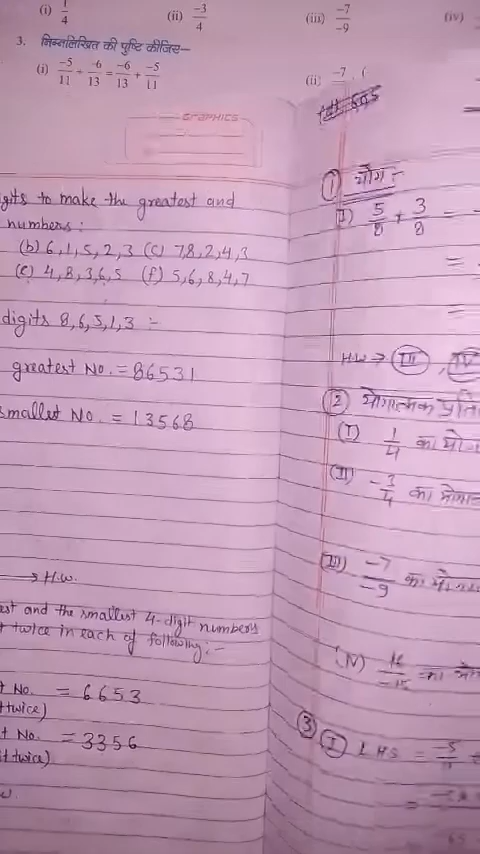 (i) 1/4 (ii) -3/4 (iii) -7/-9 (iv)
3. निम्नलिखित की पुष्टि कीजिए—
(i) -5/11 + -6/13 = -6/13 + -5/11 (ii) -7
GRAPHICS
gits to make the greatest and
numbers:
(b) 6,1,5,2,3 (c) 7,8,2,4,3
(e) 4,8,3,6,5 (f) 5,6,8,4,7
digits 8,6,5,1,3 :-
greatest No. = 86531
smallest No. = 13568
→ H.W.
est and the smallest 4-digit numbers
t twice in each of following:-
t No. = 6653
twice)
t No. = 3356
it twice)
w.
① योग :-
5/8 + 3/8 =
=
=
H.W → (III), (IV)
② योगात्मक प्रति
(I) 1/4 का योग
(II) -3/4 का योगात
(III) -7/-9 का
(IV) का योग
③ (I) LHS = -5/11
=